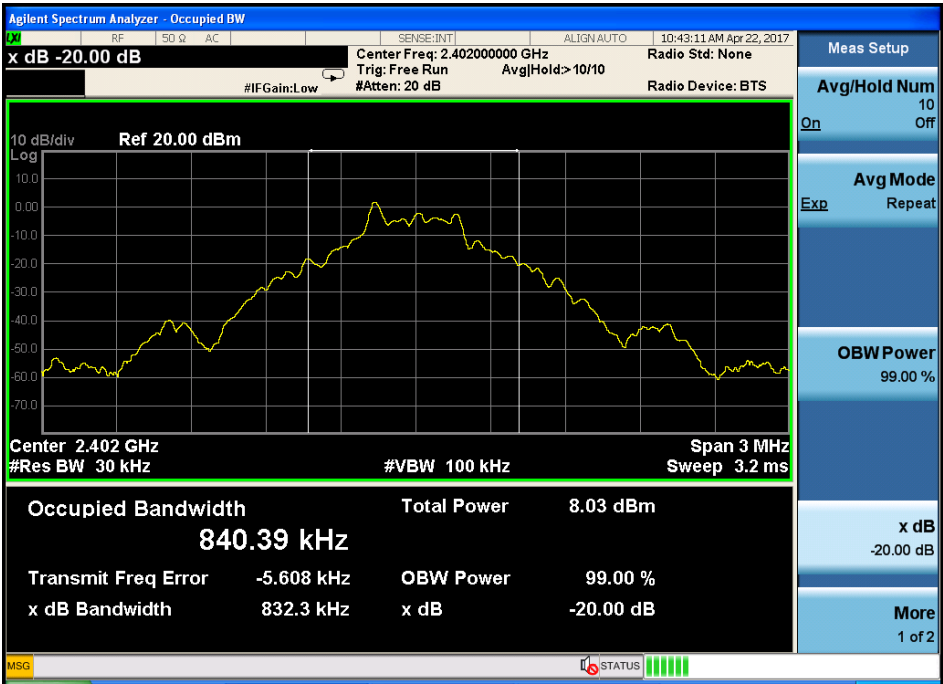 Agilent Spectrum Analyzer - Occupied BW
LXI RF 50 Ω AC SENSE:INT ALIGN AUTO 10:43:11 AM Apr 22, 2017
x dB -20.00 dB
Center Freq: 2.402000000 GHz
Radio Std: None
Trig: Free Run Avg|Hold:>10/10
#IFGain:Low #Atten: 20 dB Radio Device: BTS
10 dB/div Ref 20.00 dBm
Log
10.0
0.00
-10.0
-20.0
-30.0
-40.0
-50.0
-60.0
-70.0
Center 2.402 GHz Span 3 MHz
#Res BW 30 kHz #VBW 100 kHz Sweep 3.2 ms
Occupied Bandwidth Total Power 8.03 dBm
840.39 kHz
Transmit Freq Error -5.608 kHz OBW Power 99.00 %
x dB Bandwidth 832.3 kHz x dB -20.00 dB
MSG STATUS
Meas Setup
Avg/Hold Num
10
On Off
Avg Mode
Exp Repeat
OBW Power
99.00 %
x dB
-20.00 dB
More
1 of 2